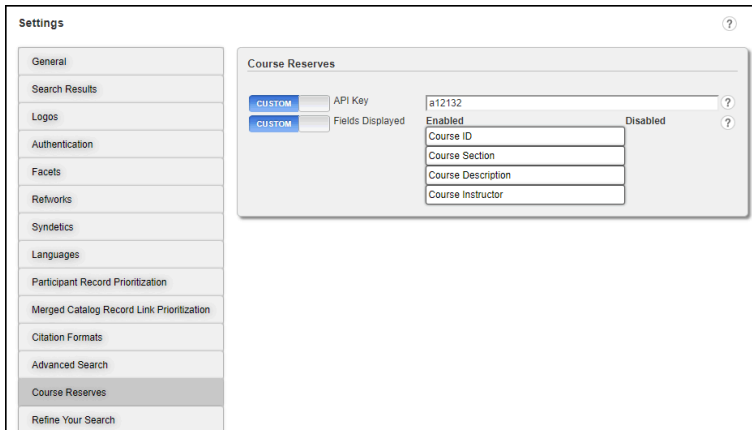 Settings
?
General
Search Results
Logos
Authentication
Facets
Refworks
Syndetics
Languages
Participant Record Prioritization
Merged Catalog Record Link Prioritization
Citation Formats
Advanced Search
Course Reserves
Refine Your Search
Course Reserves
CUSTOM API Key a12132 ?
CUSTOM Fields Displayed Enabled Disabled ?
Course ID
Course Section
Course Description
Course Instructor